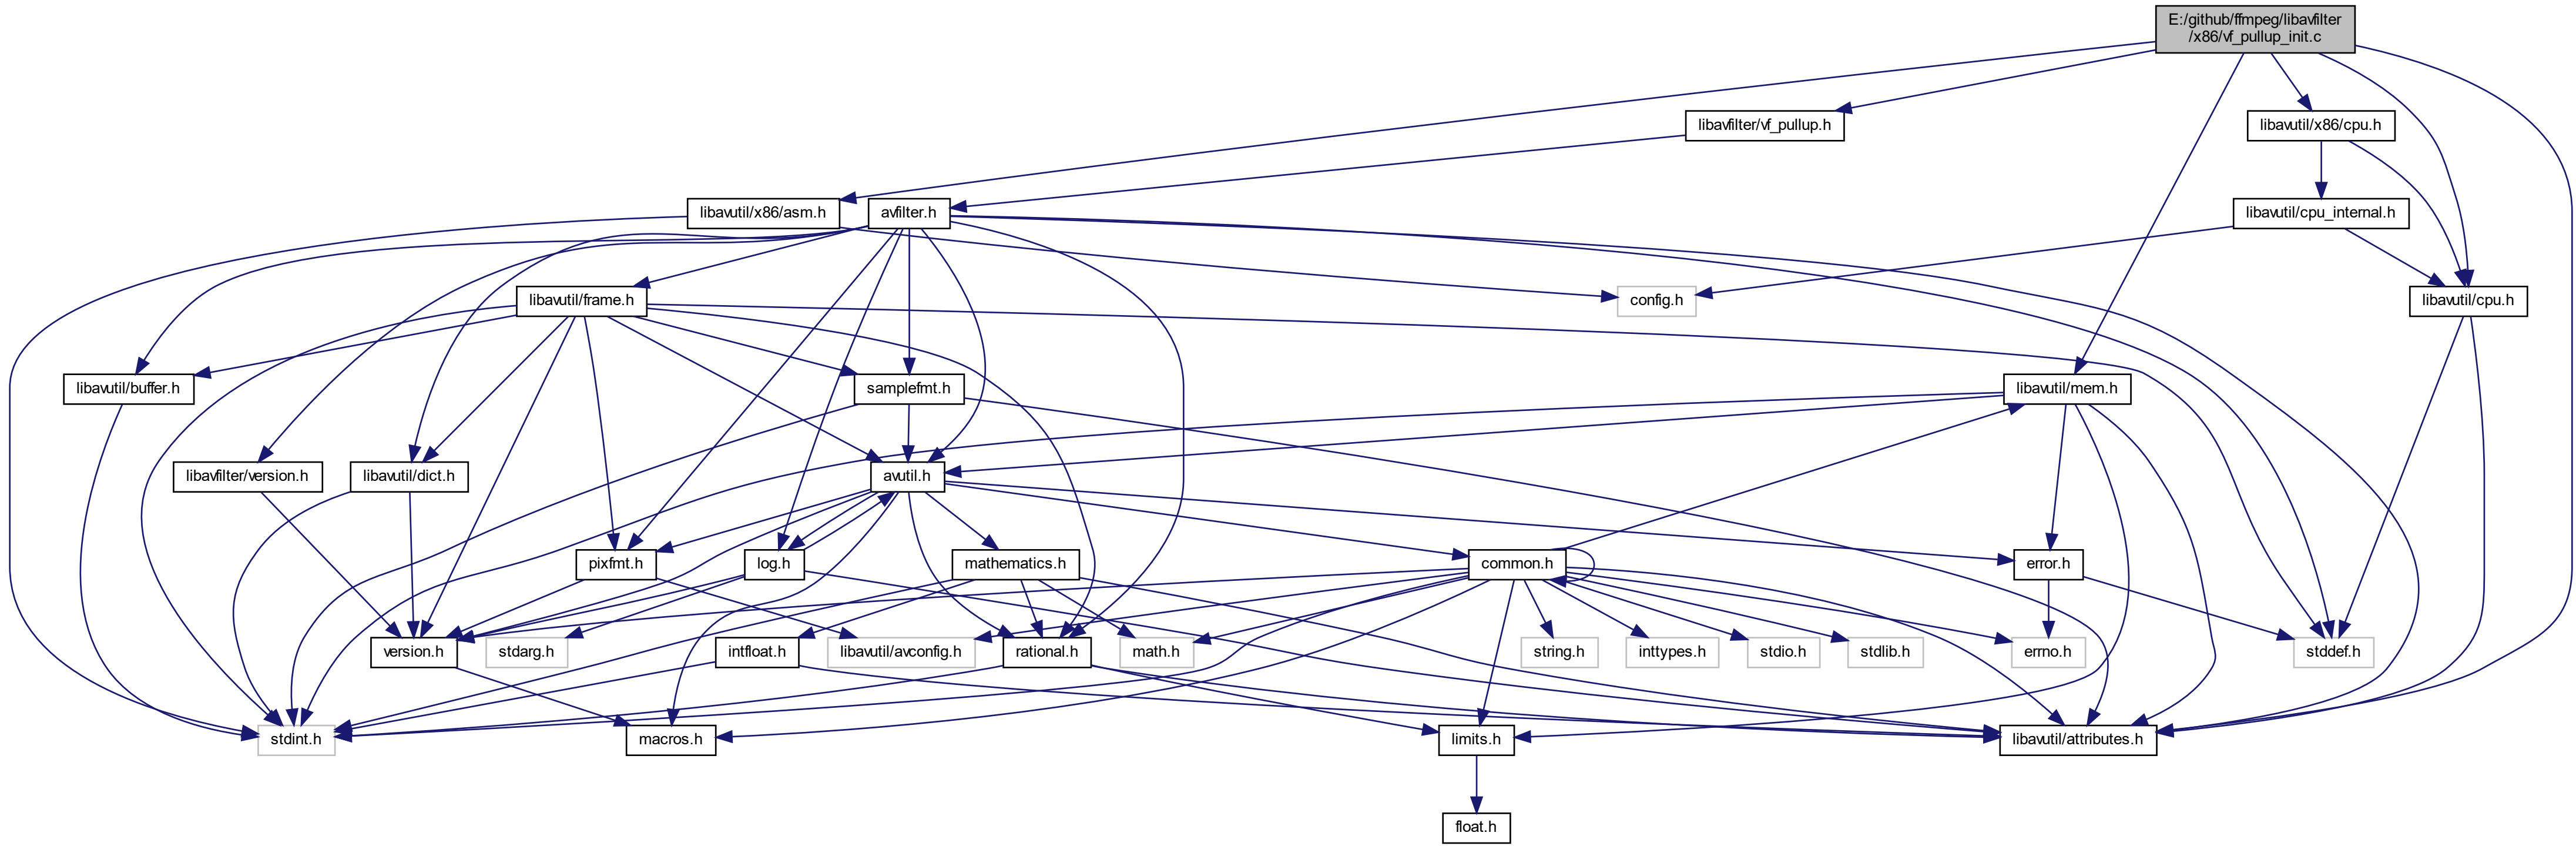 E:/github/ffmpeg/libavfilter
/x86/vf_pullup_init.c
libavfilter/vf_pullup.h
libavutil/x86/cpu.h
libavutil/x86/asm.h
avfilter.h
libavutil/cpu_internal.h
libavutil/frame.h
config.h
libavutil/cpu.h
libavutil/buffer.h
samplefmt.h
libavutil/mem.h
libavfilter/version.h
libavutil/dict.h
avutil.h
pixfmt.h
log.h
mathematics.h
common.h
error.h
version.h
stdarg.h
intfloat.h
libavutil/avconfig.h
rational.h
math.h
string.h
inttypes.h
stdio.h
stdlib.h
errno.h
stddef.h
stdint.h
macros.h
limits.h
libavutil/attributes.h
float.h